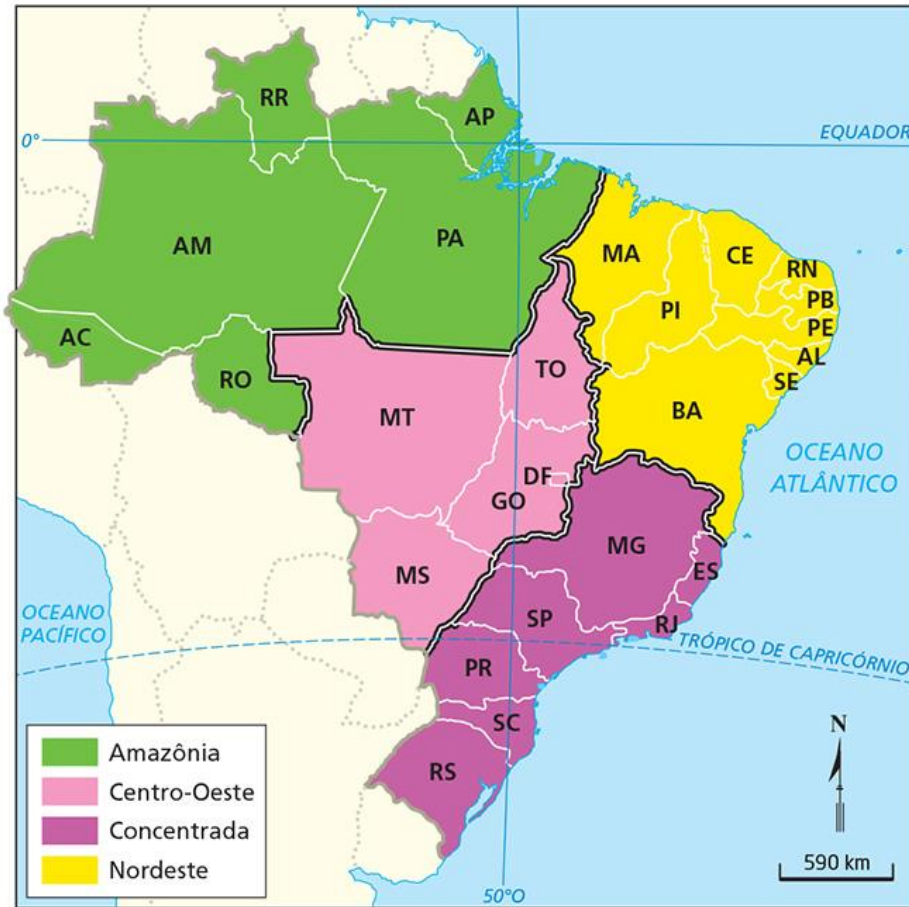 RR
AP
0°
EQUADOR
AM
PA
MA
CE
RN
PB
PI
PE
AC
AL
TO
SE
RO
BA
MT
OCEANO
ATLÂNTICO
DF
GO
MG
MS
ES
OCEANO
PACÍFICO
SP
RJ
TRÓPICO DE CAPRICÓRNIO
PR
SC
RS
N
Amazônia
Centro-Oeste
Concentrada
Nordeste
590 km
50°O